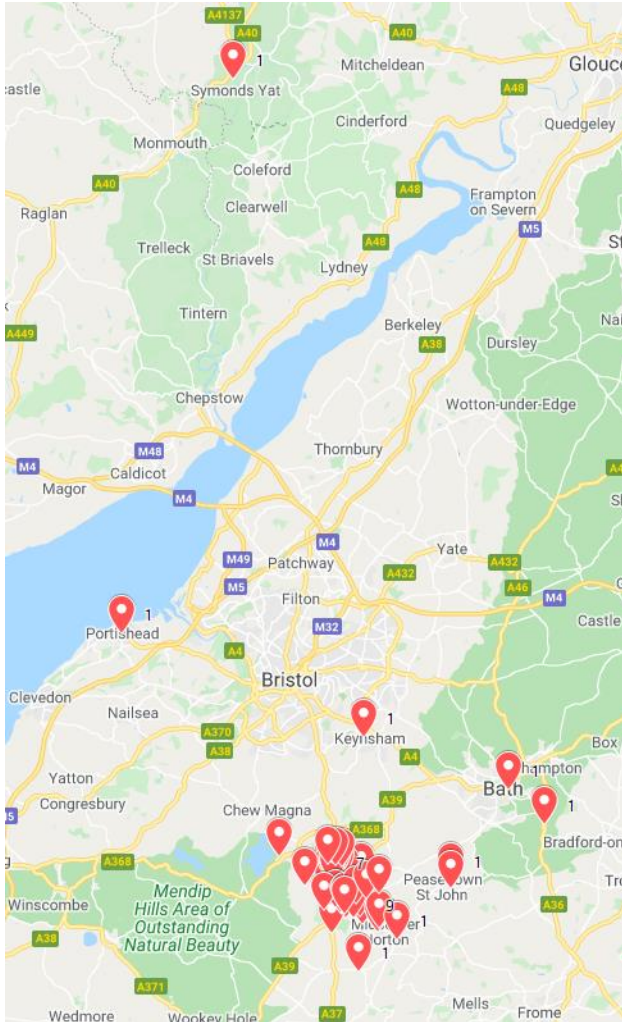 A4137
A40
A40
1
Mitcheldean
Symonds Yat
A48
Cinderford
Quedgeley
Monmouth
Coleford
A40
A48
Clearwell
Frampton
on Severn
Raglan
M5
Trelleck
St Briavels
A48
Lydney
Tintern
Berkeley
A449
A38
Dursley
Chepstow
Wotton-under-Edge
M48
Thornbury
M4
Caldicot
Magor
M4
M4
Yate
M49
Patchway
A432
A432
M5
A46
Filton
M4
1
Castle
Portishead
M32
A4
Bristol
Clevedon
Nailsea
1
A370
Keynsham
A38
A4
Box
Yatton
1
Bath
Congresbury
A39
1
Chew Magna
A368
Bradford-on
7
1
A368
Peasedown
St John
Mendip
Hills Area of
Outstanding
Natural Beauty
Winscombe
9
1
A36
Norton
A38
1
A39
A371
Mells
A37
Wedmore
Wookey Hole
Frome